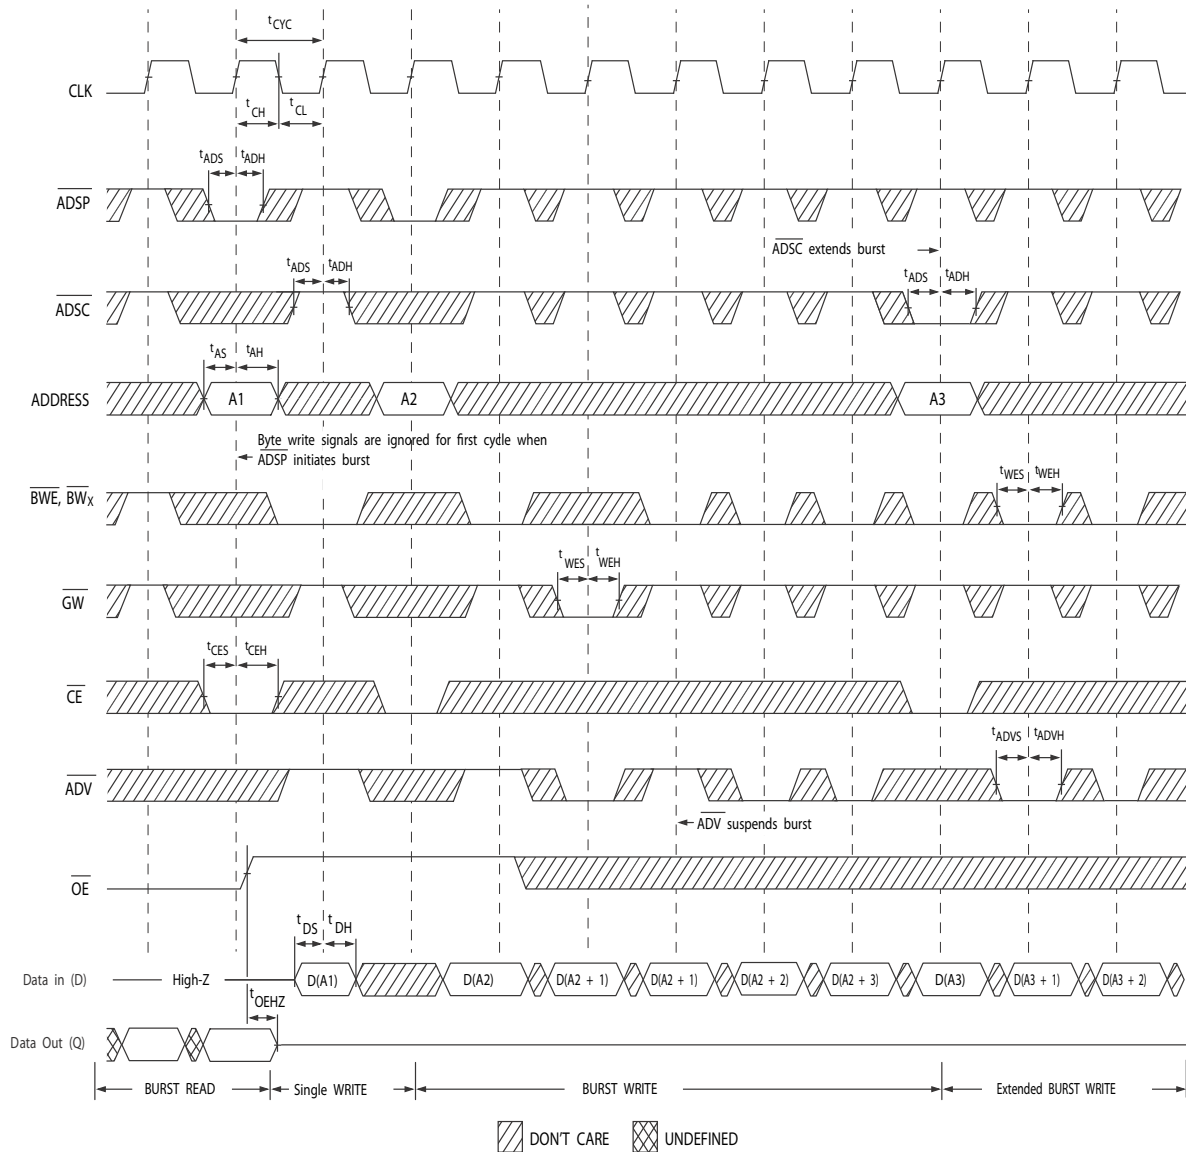 tCYC
CLK
tCH tCL
tADS tADH
ADSP
ADSC extends burst
tADS tADH
tADS tADH
ADSC
tAS tAH
ADDRESS A1 A2 A3
Byte write signals are ignored for first cycle when
ADSP initiates burst
tWES tWEH
BWE, BWX
tWES tWEH
GW
tCES tCEH
CE
tADVS tADVH
ADV
ADV suspends burst
OE
tDS tDH
Data in (D) High-Z D(A1) D(A2) D(A2 + 1) D(A2 + 1) D(A2 + 2) D(A2 + 3) D(A3) D(A3 + 1) D(A3 + 2)
tOEHZ
Data Out (Q)
BURST READ Single WRITE BURST WRITE Extended BURST WRITE
DON'T CARE UNDEFINED